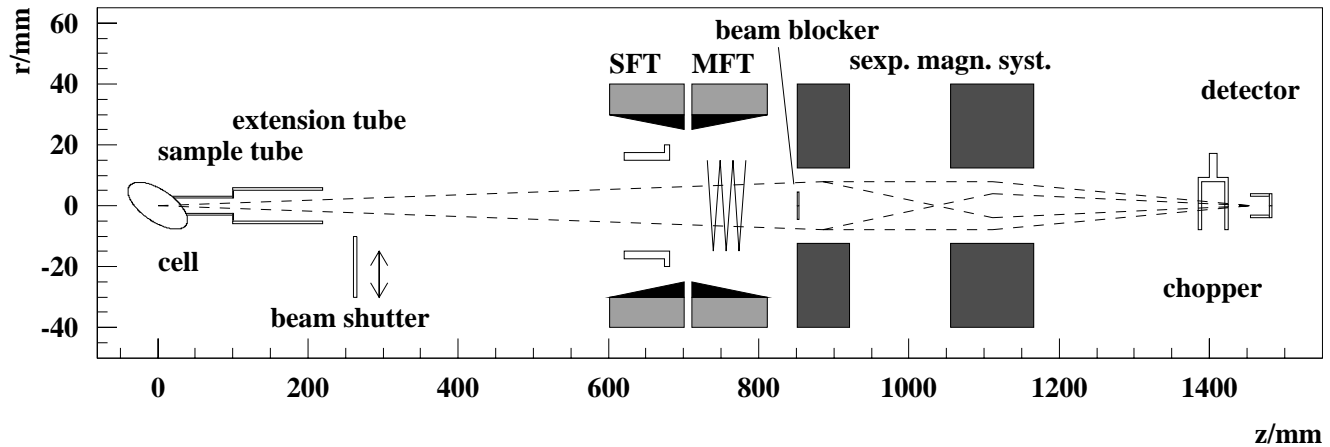 r/mm
60
40
20
0
-20
-40
beam blocker
SFT MFT
sexp. magn. syst.
detector
extension tube
sample tube
cell
beam shutter
chopper
0 200 400 600 800 1000 1200 1400
z/mm